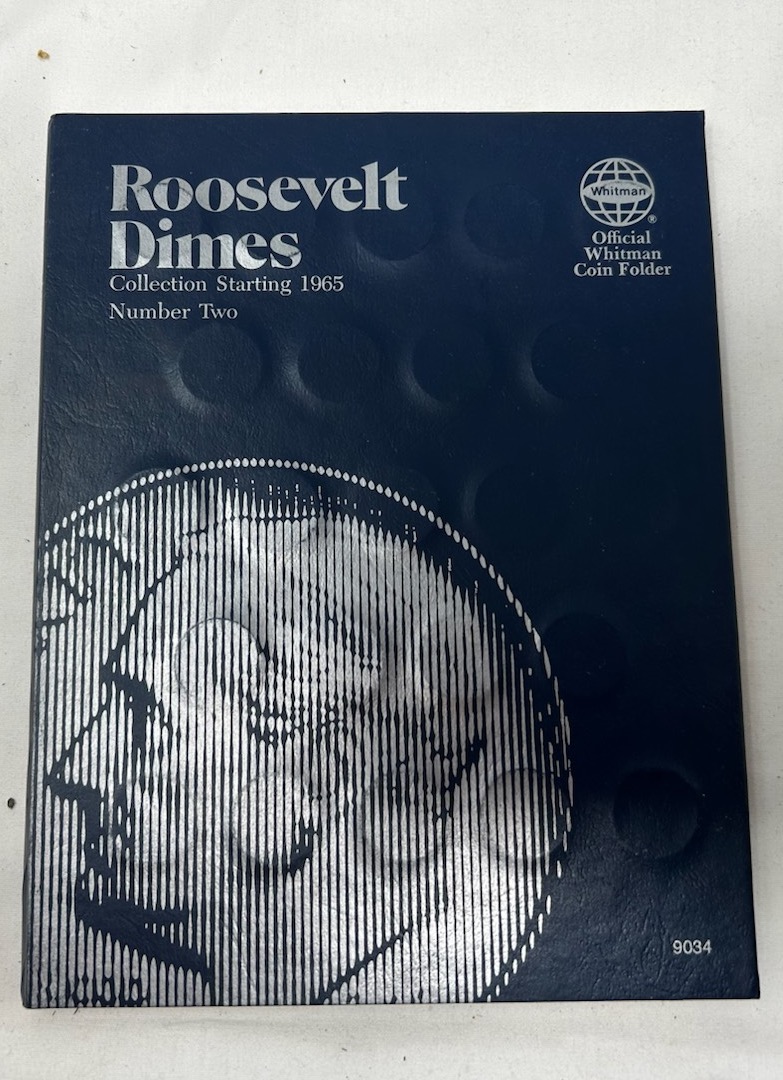 Roosevelt
Dimes
Collection Starting 1965
Number Two
Whitman
®
Official
Whitman
Coin Folder
9034